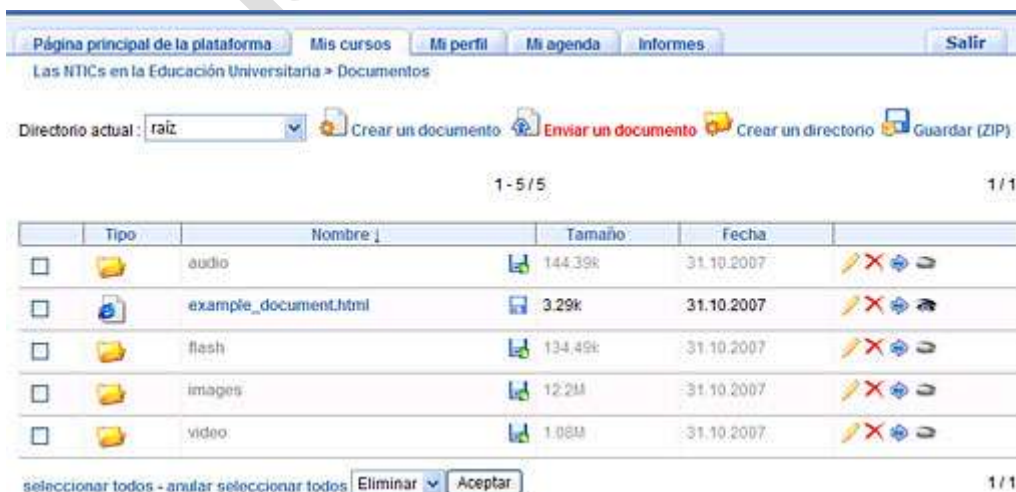 Página principal de la plataforma Mis cursos Mi perfil Mi agenda Informes Salir
Las NTICs en la Educación Universitaria > Documentos
Directorio actual : raíz Crear un documento Enviar un documento Crear un directorio Guardar (ZIP)
1 - 5 / 5 1 / 1
Tipo Nombre ↓ Tamaño Fecha
audio 144.39k 31.10.2007
example_document.html 3.29k 31.10.2007
flash 134.49k 31.10.2007
images 12.2M 31.10.2007
video 1.08M 31.10.2007
seleccionar todos - anular seleccionar todos Eliminar Aceptar 1 / 1